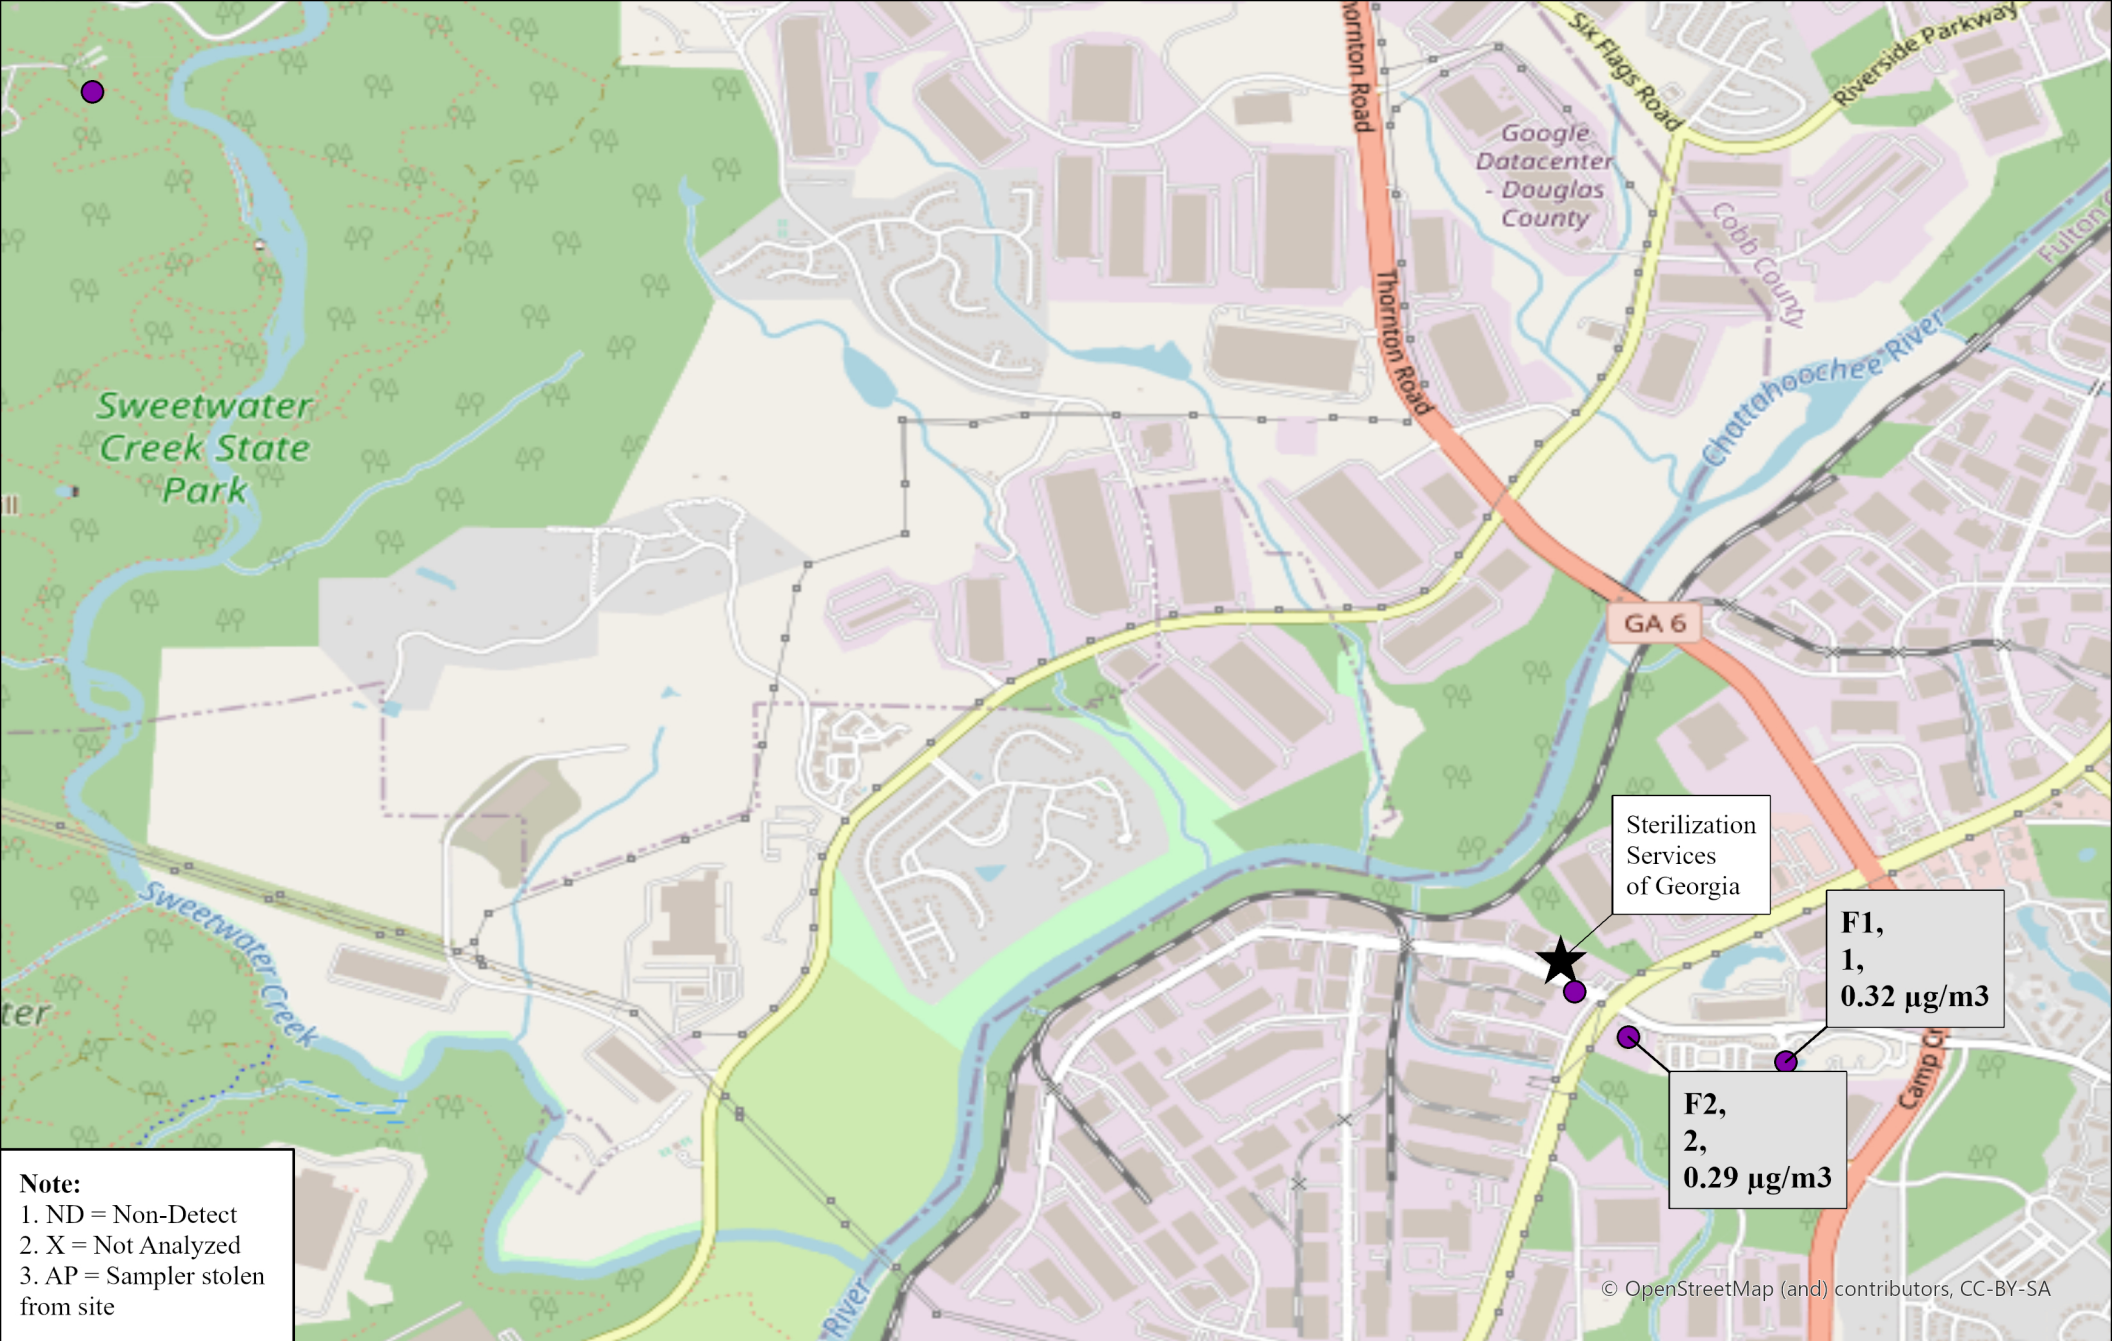 Six Flags Road
Riverside Parkway
Thornton Road
Google
Datacenter
- Douglas
County
Cobb County
Fulton
Thornton Road
Chattahoochee River
Sweetwater
Creek State
Park
ill
GA 6
Sterilization
Services
of Georgia
Sweetwater Creek
ter
F1,
1,
0.32 µg/m3
Camp Cr
F2,
2,
0.29 µg/m3
River
Note:
1. ND = Non-Detect
2. X = Not Analyzed
3. AP = Sampler stolen
from site
© OpenStreetMap (and) contributors, CC-BY-SA